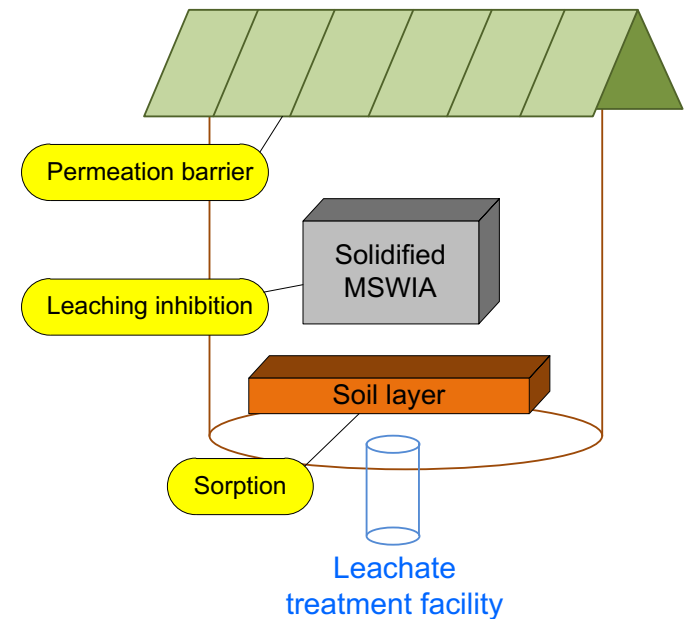 Permeation barrier
Solidified
MSWIA
Leaching inhibition
Soil layer
Sorption
Leachate
treatment facility